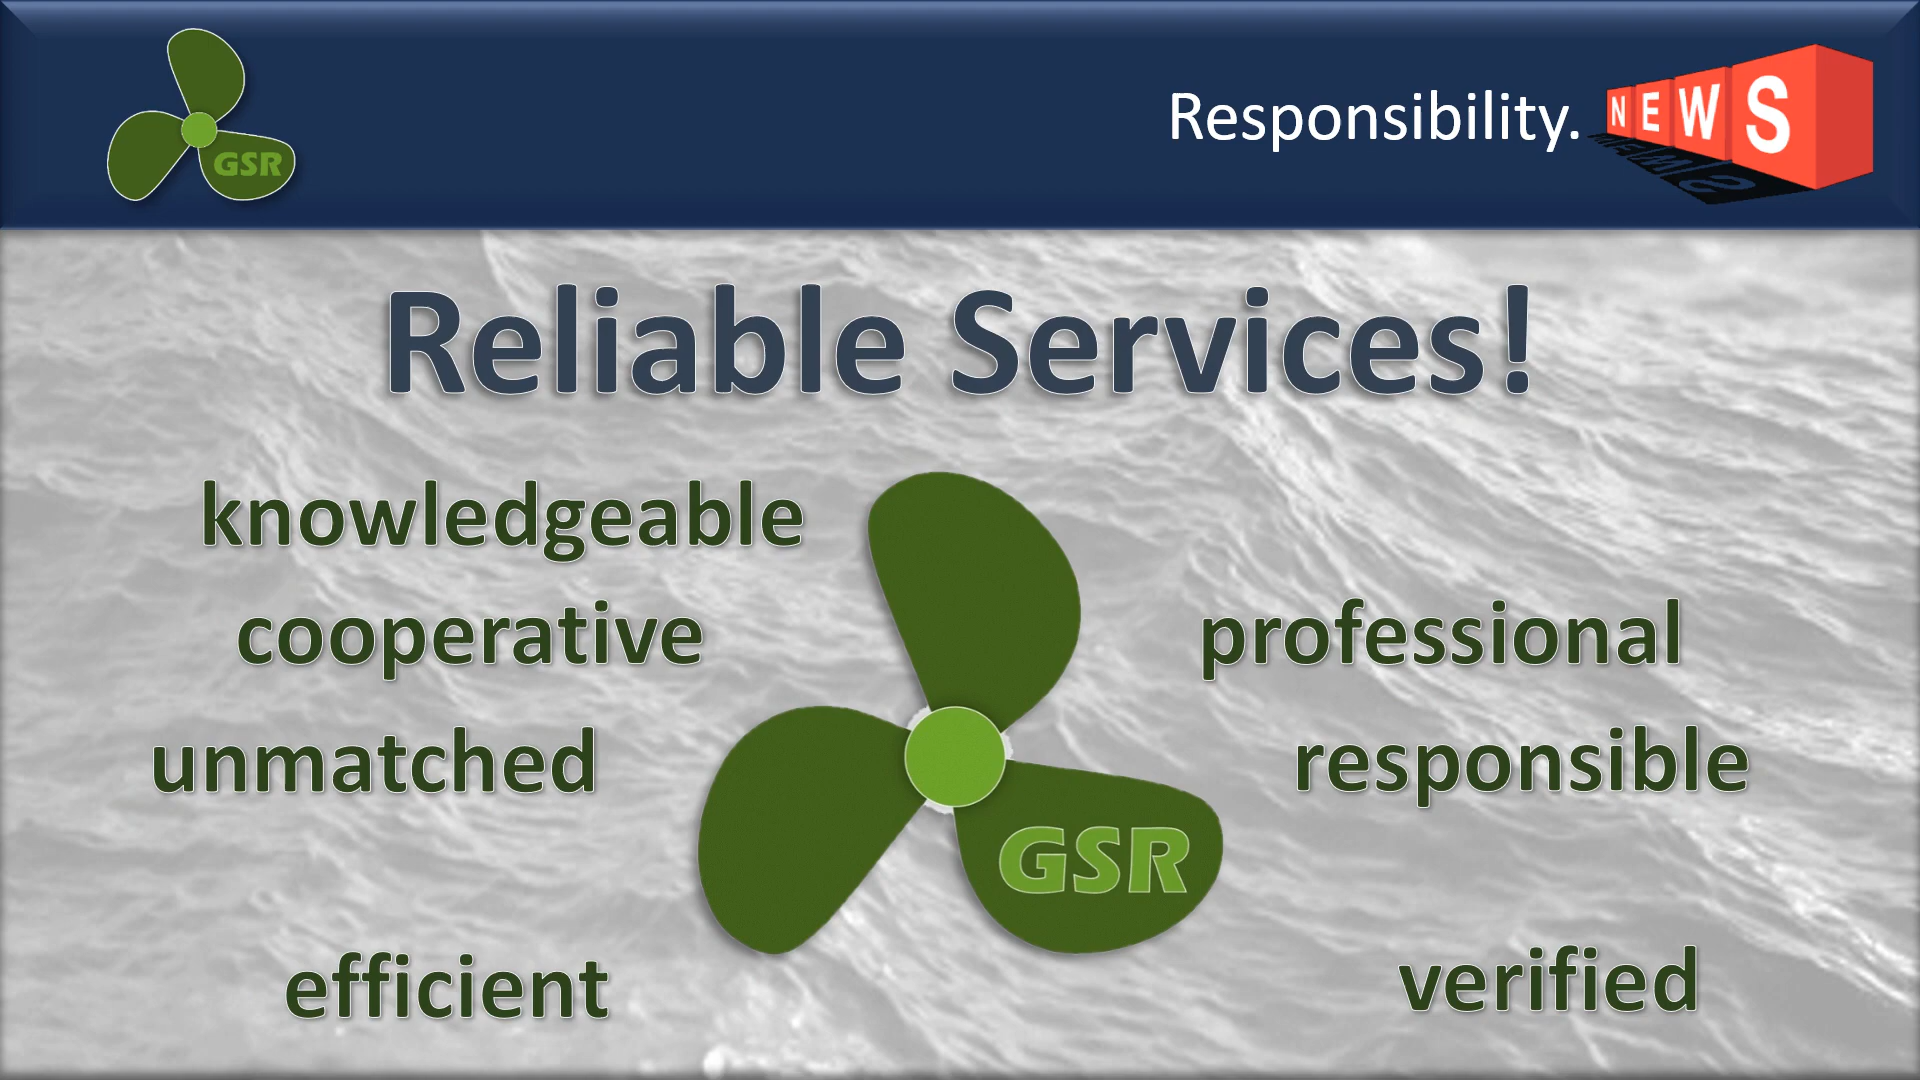 GSR
Responsibility.
NEWS
Reliable Services!
knowledgeable
cooperative
professional
unmatched
responsible
GSR
efficient
verified